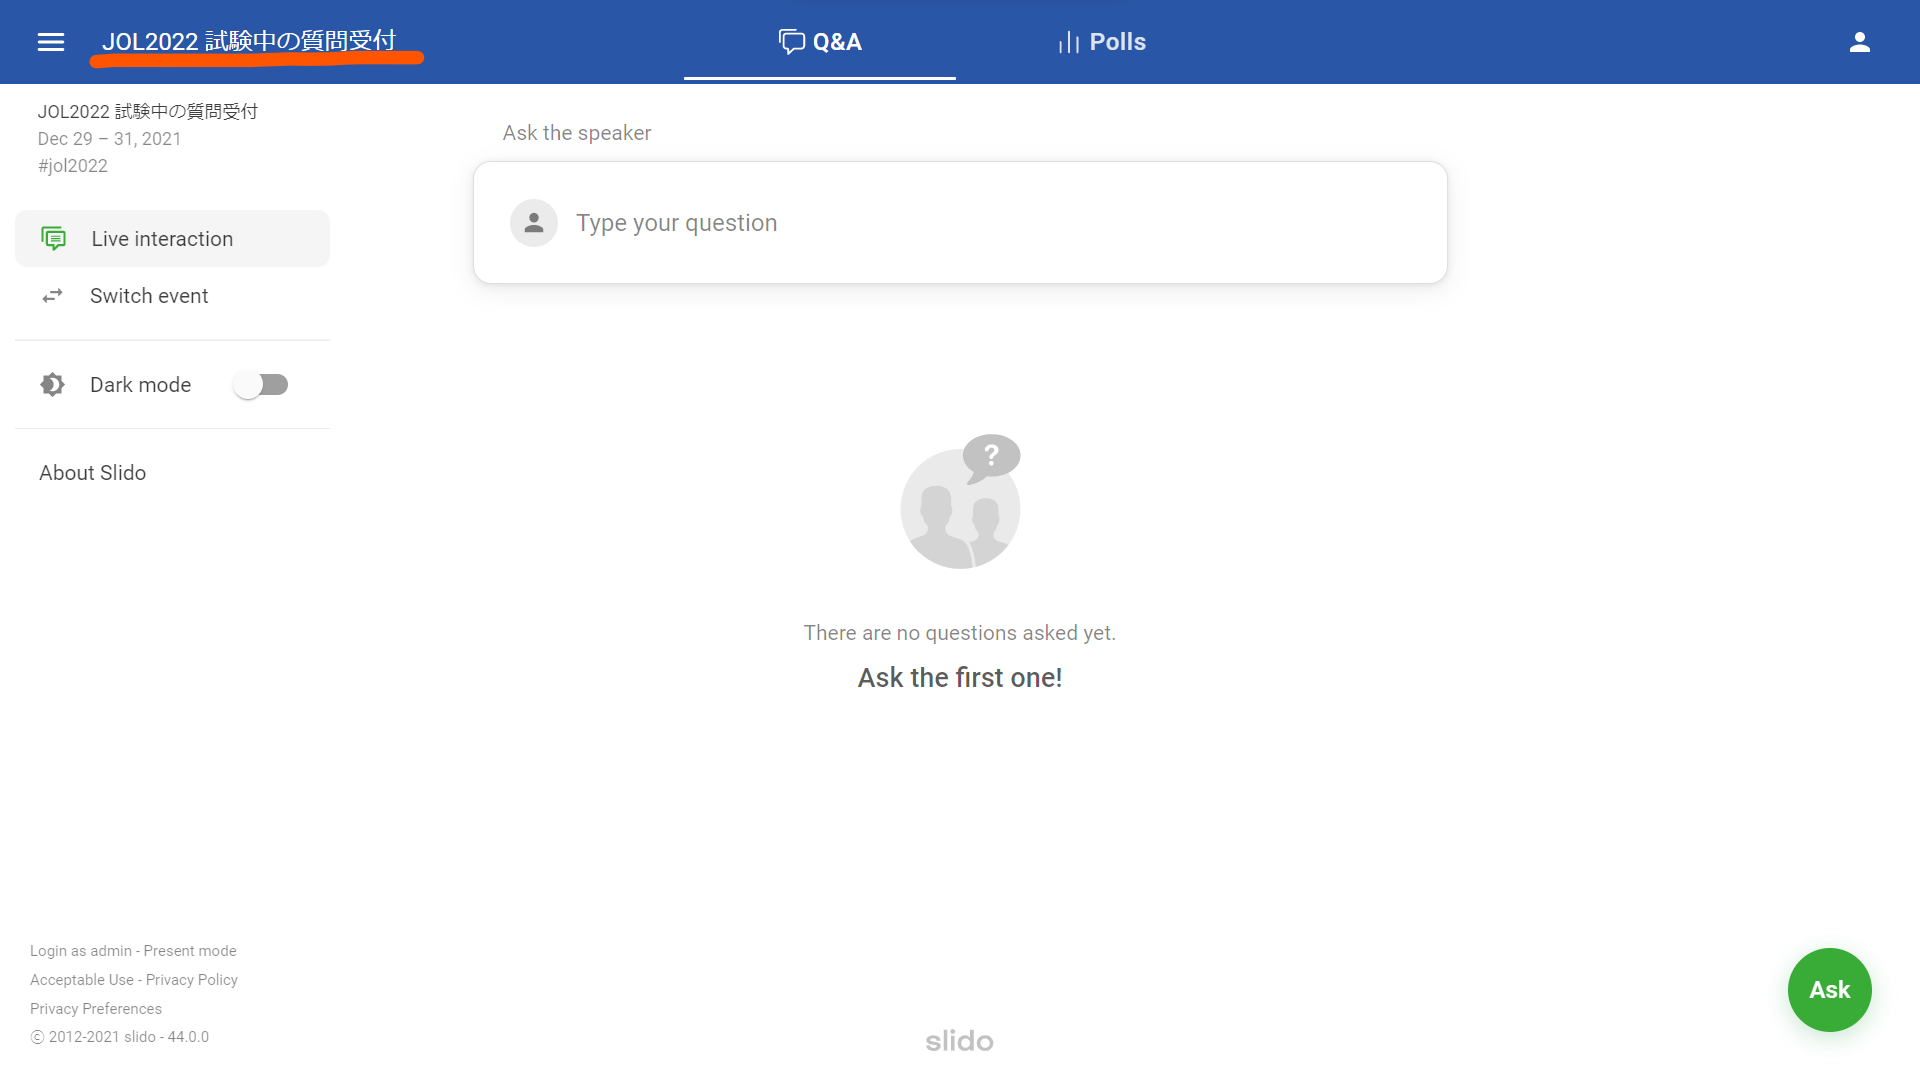 JOL2022 試験中の質問受付
Q&A
Polls
JOL2022 試験中の質問受付
Dec 29 – 31, 2021
#jol2022
Live interaction
Switch event
Dark mode
About Slido
Ask the speaker
Type your question
?
There are no questions asked yet.
Ask the first one!
Login as admin - Present mode
Acceptable Use - Privacy Policy
Privacy Preferences
© 2012-2021 slido - 44.0.0
slido
Ask